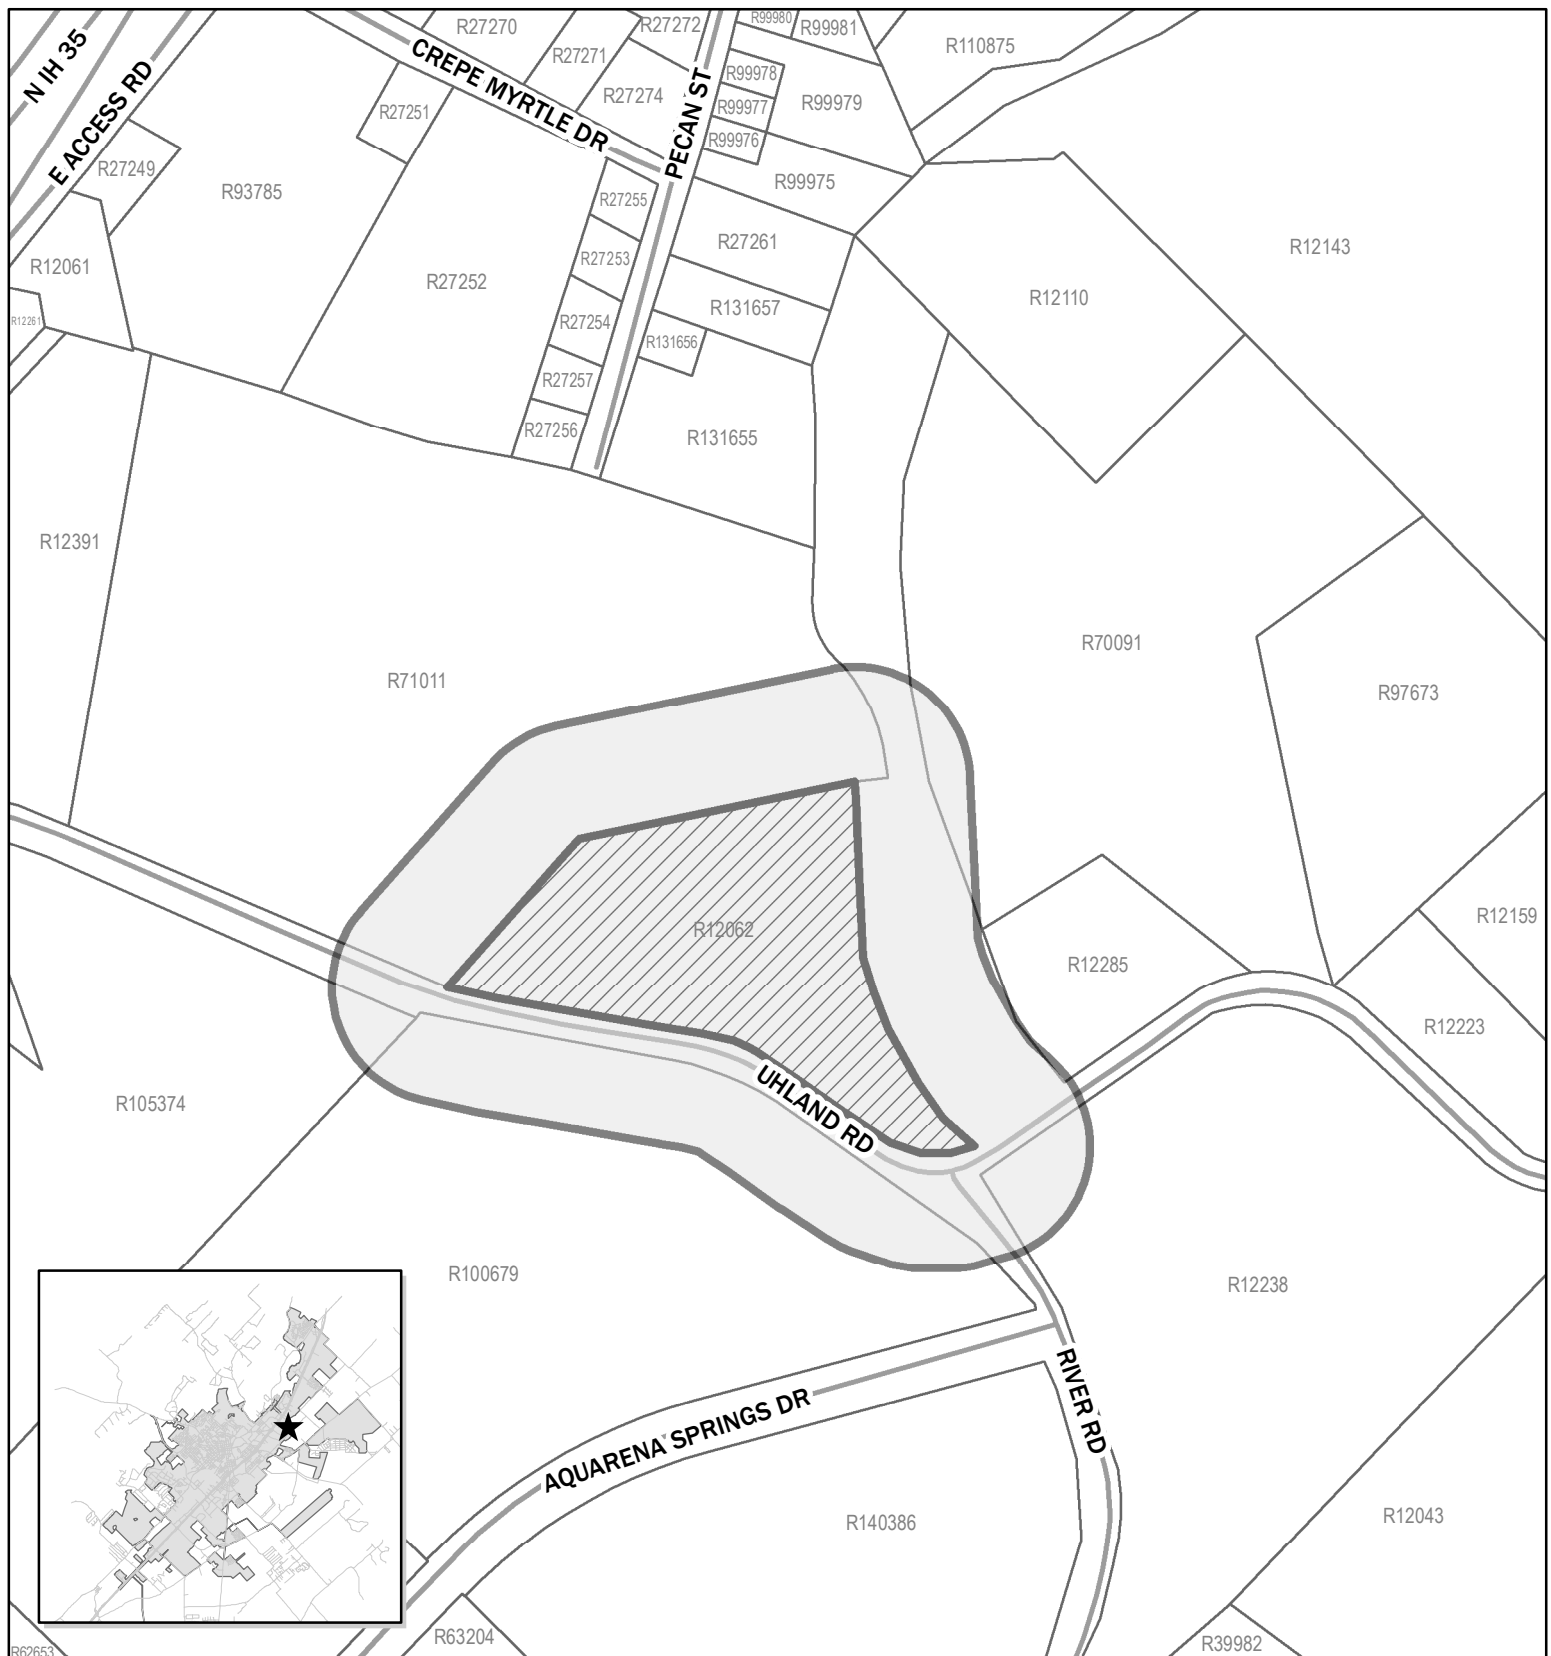 R27270
R27272
R99980
R99981
R110875
N IH 35
E ACCESS RD
CREPE MYRTLE DR
R27271
PECAN ST
R99978
R27274
R99979
R99977
R27251
R99976
R27249
R93785
R99975
R27255
R27261
R12143
R27253
R12061
R27252
R12110
R131657
R12261
R27254
R131656
R27257
R27256
R131655
R12391
R70091
R71011
R97673
R12062
R12159
R12285
R12223
UHLAND RD
R105374
R100679
R12238
RIVER RD
AQUARENA SPRINGS DR
R140386
R12043
R63204
R39982
R62653